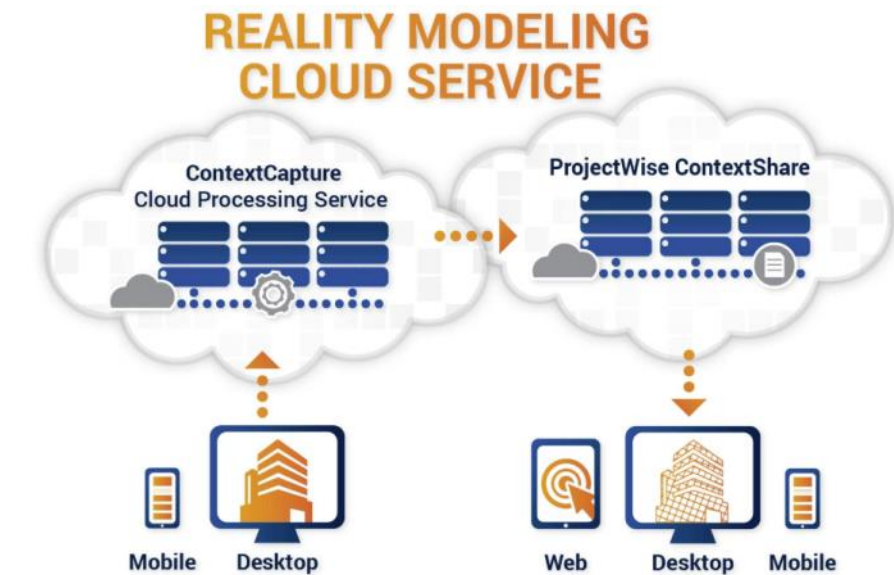 REALITY MODELING
CLOUD SERVICE
ContextCapture
Cloud Processing Service
ProjectWise ContextShare
Mobile
Desktop
Web
Desktop
Mobile